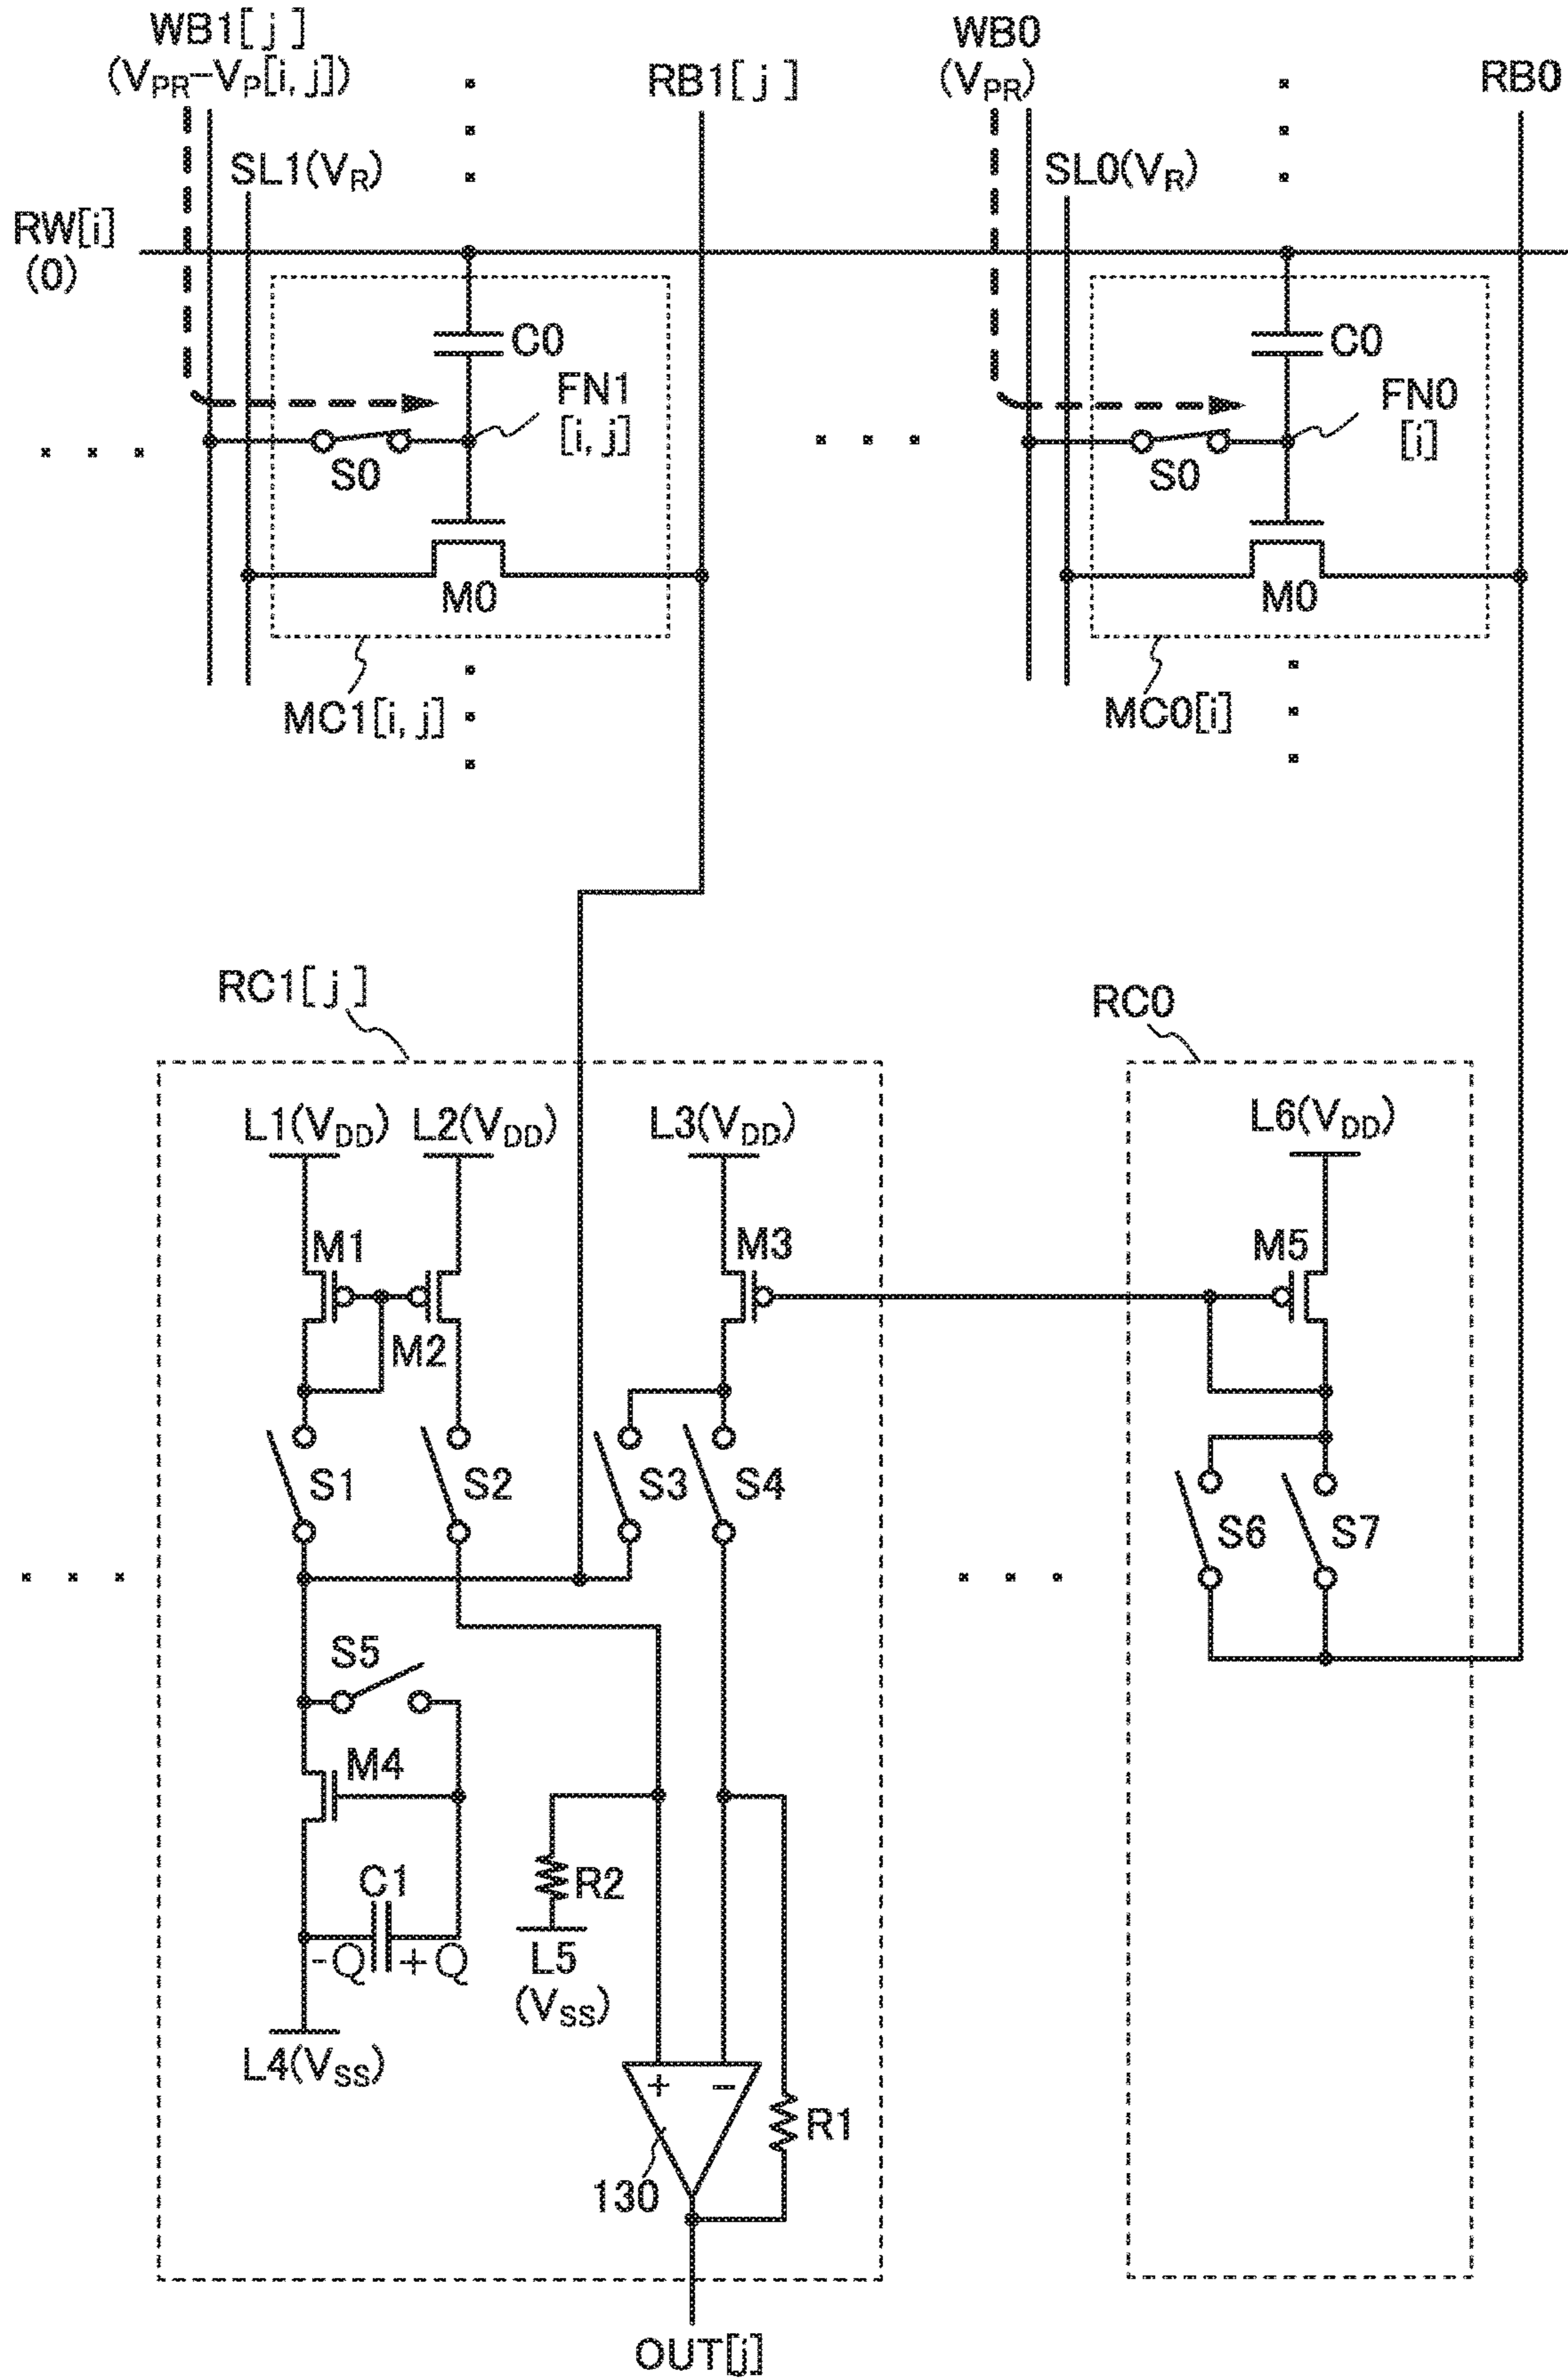 WB1[j]
(VPR-VP[i, j])
RB1[j]
WB0
(VPR)
RB0
SL1(VR)
SL0(VR)
RW[i]
(0)
C0
C0
FN1
[i, j]
FN0
[i]
S0
S0
M0
M0
MC1[i, j]
MC0[i]
RC1[j]
RC0
L1(VDD)
L2(VDD)
L3(VDD)
L6(VDD)
M1
M2
M3
M5
S1
S2
S3
S4
S6
S7
S5
M4
C1
-Q
+Q
R2
L5
(VSS)
L4(VSS)
+
-
R1
130
OUT[j]